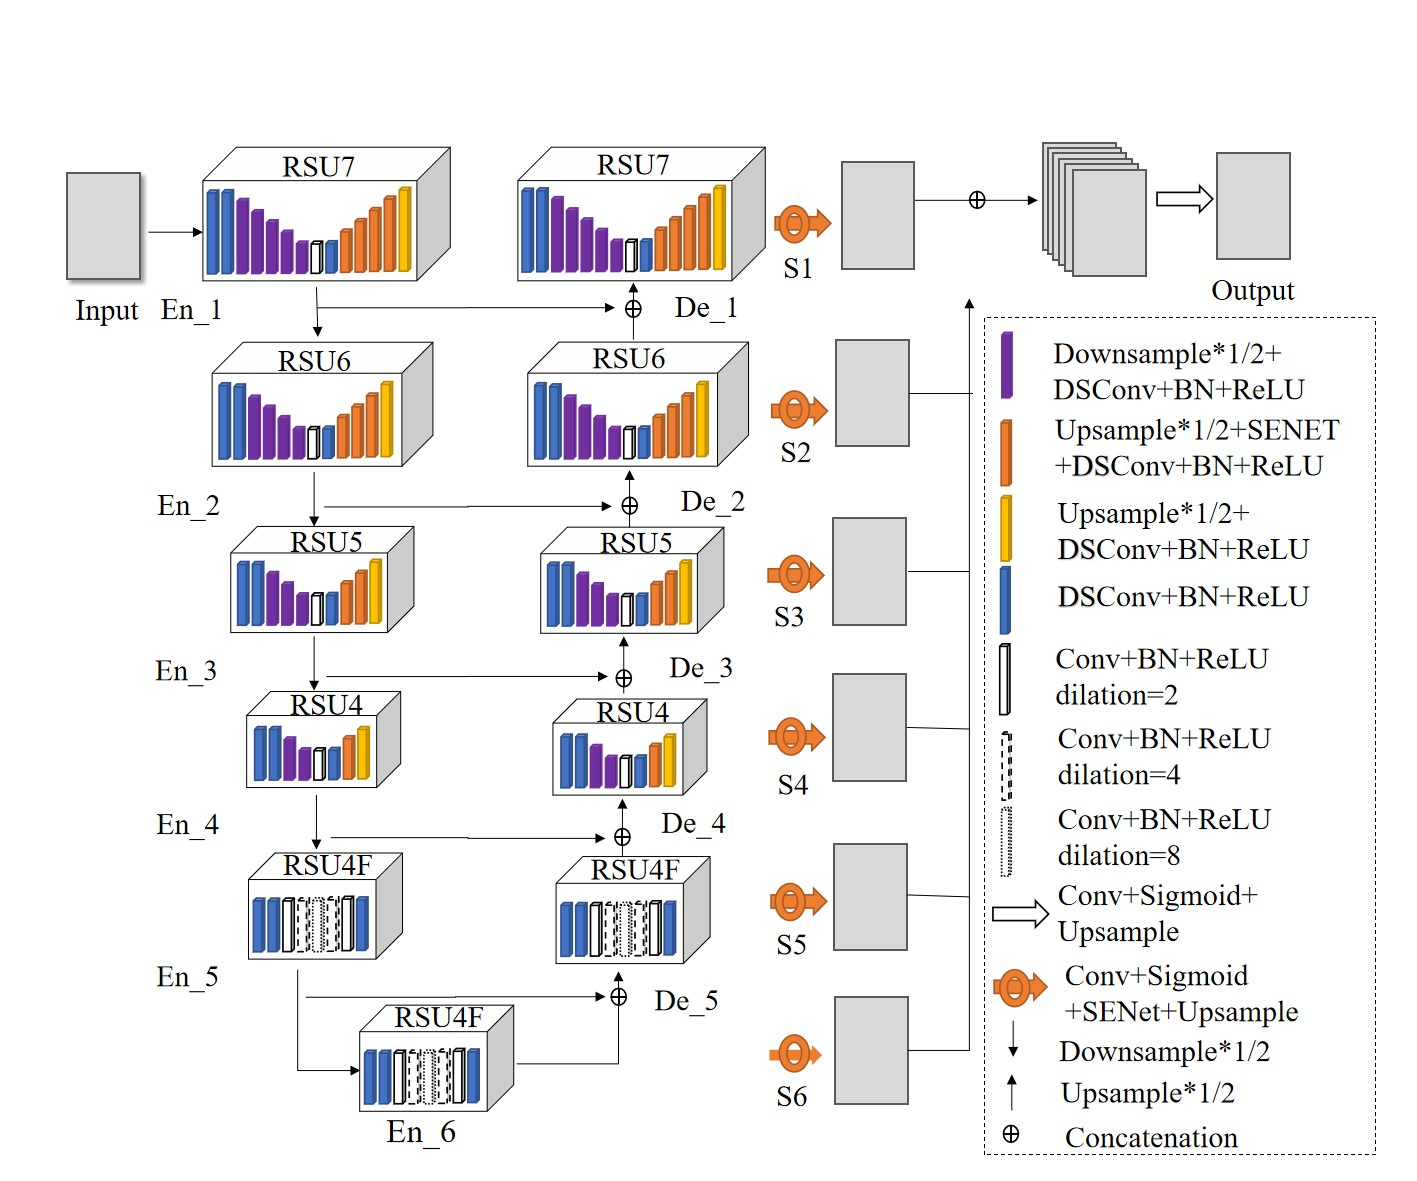 RSU7
RSU7
Input
En_1
De_1
S1
Output
RSU6
RSU6
En_2
De_2
S2
RSU5
RSU5
En_3
De_3
S3
RSU4
RSU4
En_4
De_4
S4
RSU4F
RSU4F
En_5
De_5
S5
RSU4F
En_6
S6
Downsample*1/2+
DSConv+BN+ReLU
Upsample*1/2+SENET
+DSConv+BN+ReLU
Upsample*1/2+
DSConv+BN+ReLU
DSConv+BN+ReLU
Conv+BN+ReLU
dilation=2
Conv+BN+ReLU
dilation=4
Conv+BN+ReLU
dilation=8
Conv+Sigmoid+
Upsample
Conv+Sigmoid
+SENet+Upsample
Downsample*1/2
Upsample*1/2
Concatenation